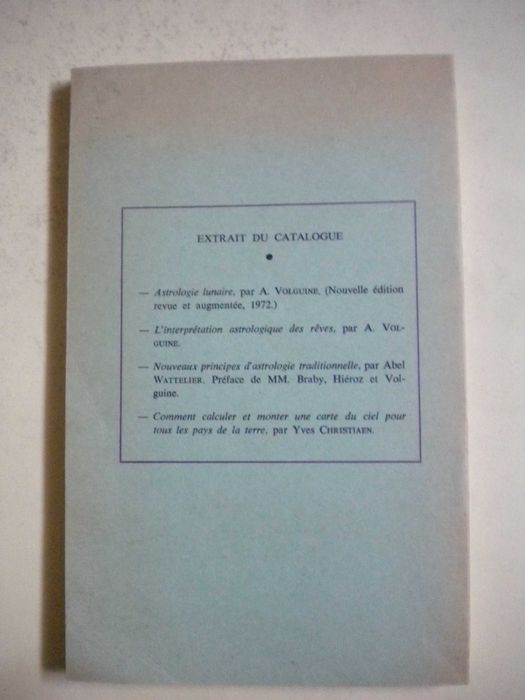 EXTRAIT DU CATALOGUE
•
— Astrologie lunaire, par A. VOLGUINE. (Nouvelle édition
revue et augmentée, 1972.)
— L'interprétation astrologique des rêves, par A. VOL-
GUINE.
— Nouveaux principes d'astrologie traditionnelle, par Abel
WATTELIER. Préface de MM. Braby, Hiéroz et Vol-
guine.
— Comment calculer et monter une carte du ciel pour
tous les pays de la terre, par Yves CHRISTIAEN.